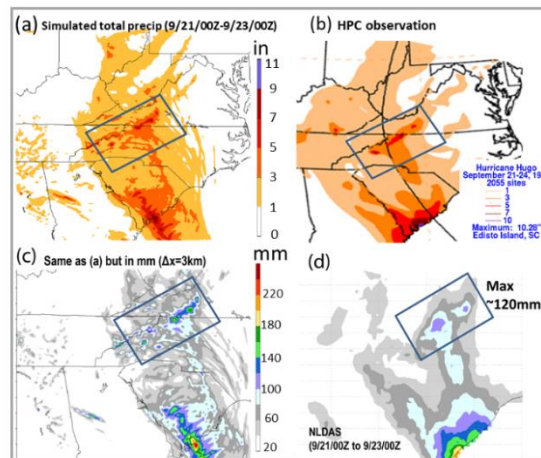 (a) Simulated total precip (9/21/00Z-9/23/00Z)
in
11
9
7
5
3
1
0
(b) HPC observation
Hurricane Hugo
September 21-24, 19
2055 sites
1
3
5
7
10
Maximum: 10.28"
Edisto Island, SC
(c) Same as (a) but in mm (Δx=3km)
mm
220
180
140
100
60
20
(d)
Max
~120mm
NLDAS
(9/21/00Z to 9/23/00Z)